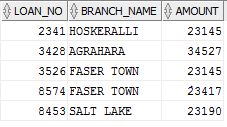 LOAN_NO BRANCH_NAME AMOUNT
2341 HOSKERALLI 23145
3428 AGRAHARA 34527
3526 FASER TOWN 23145
8574 FASER TOWN 23417
8453 SALT LAKE 23190